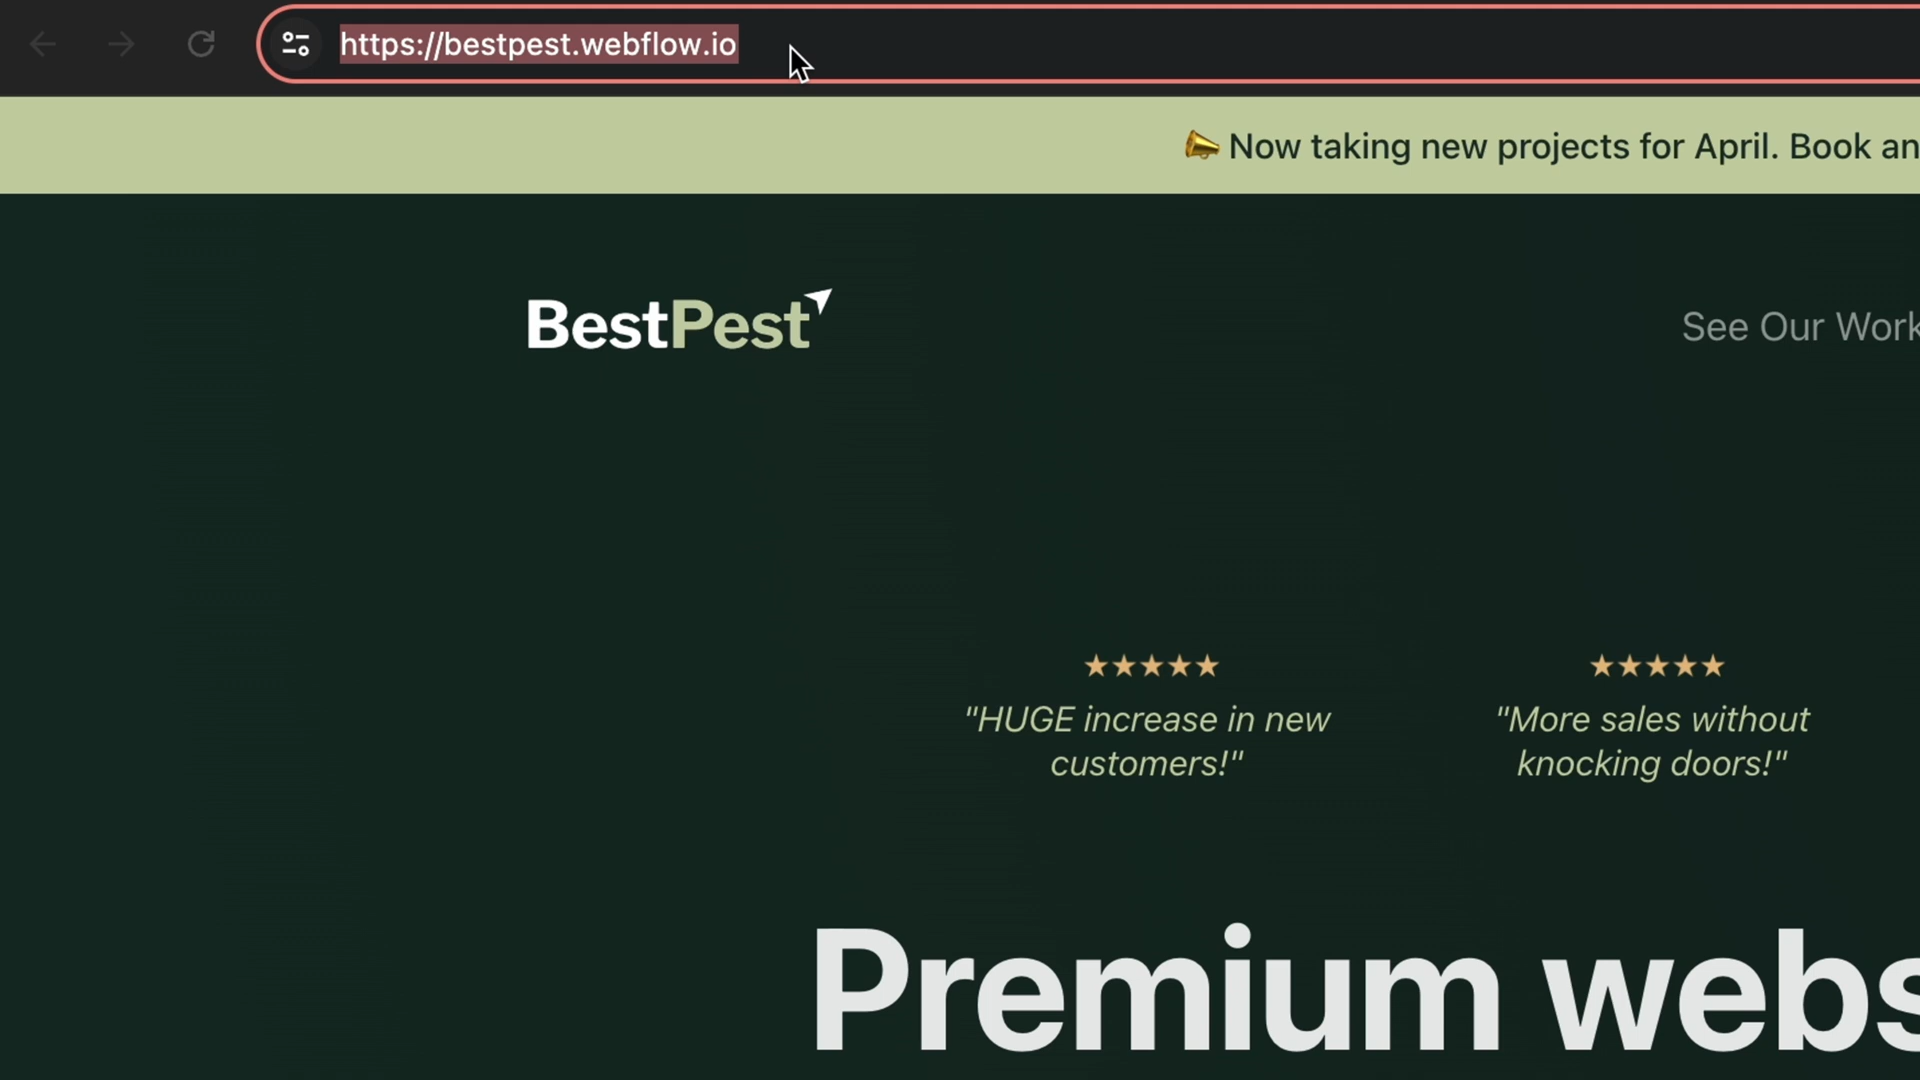 https://bestpest.webflow.io
Now taking new projects for April. Book an
BestPest
See Our Work
★★★★★
"HUGE increase in new
customers!"
★★★★★
"More sales without
knocking doors!"
Premium webs